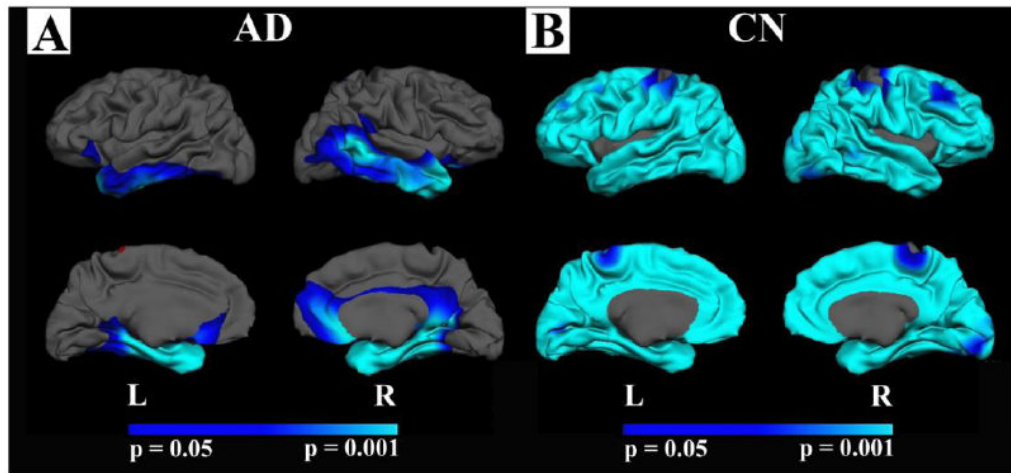 A AD B CN
L R L R
p = 0.05 p = 0.001 p = 0.05 p = 0.001